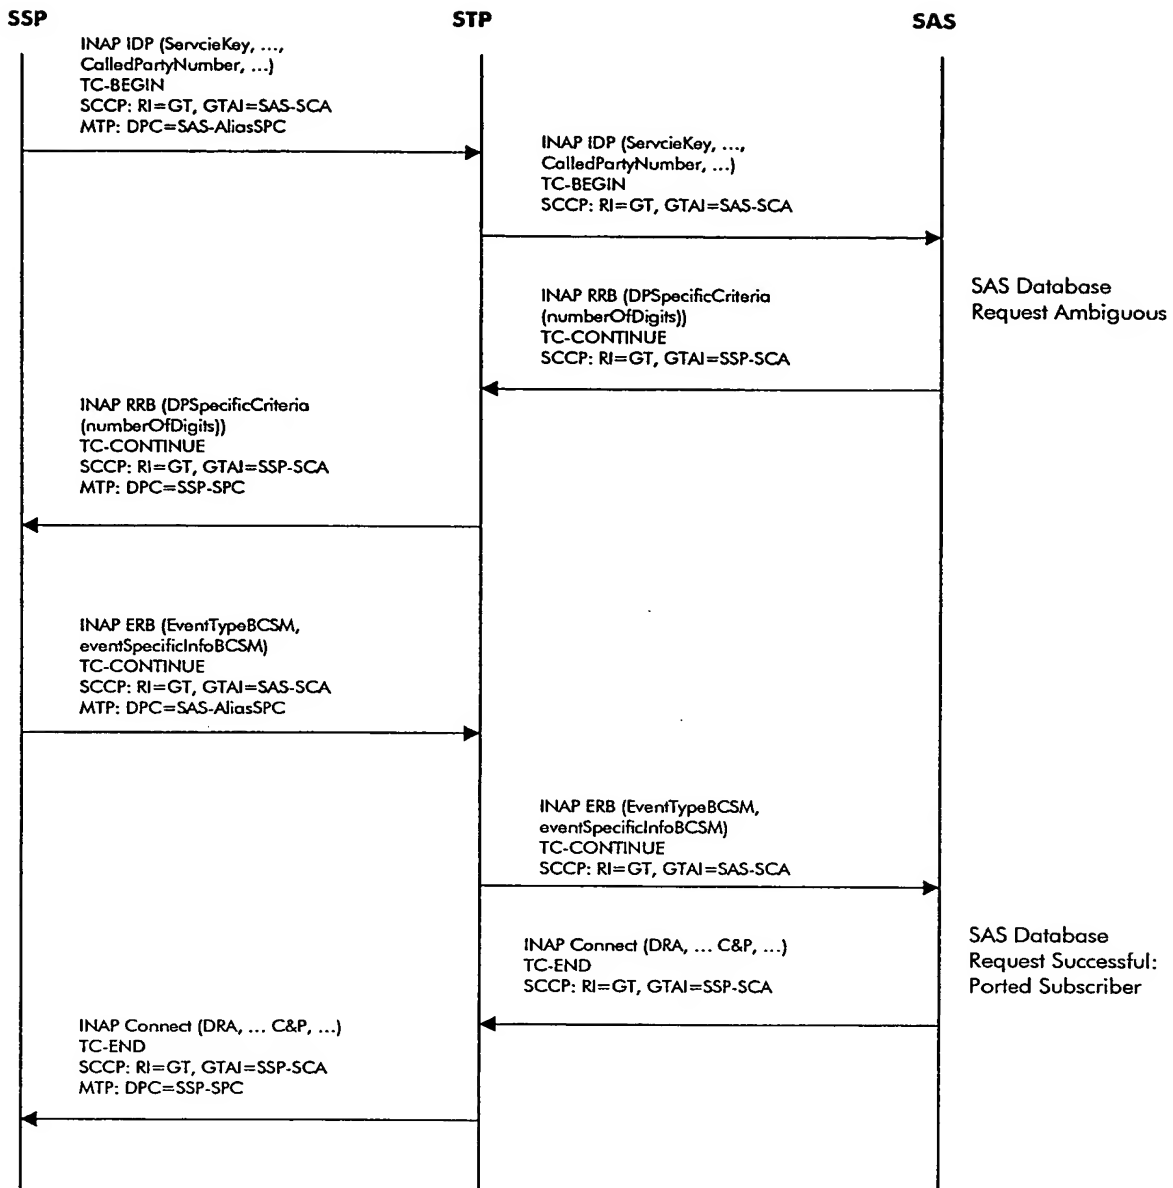 SSP
STP
SAS
INAP IDP (ServcieKey, ...,
CalledPartyNumber, ...)
TC-BEGIN
SCCP: RI=GT, GTAI=SAS-SCA
MTP: DPC=SAS-AliasSPC
INAP IDP (ServcieKey, ...,
CalledPartyNumber, ...)
TC-BEGIN
SCCP: RI=GT, GTAI=SAS-SCA
SAS Database
Request Ambiguous
INAP RRB (DPSpecificCriteria
(numberOfDigits))
TC-CONTINUE
SCCP: RI=GT, GTAI=SSP-SCA
INAP RRB (DPSpecificCriteria
(numberOfDigits))
TC-CONTINUE
SCCP: RI=GT, GTAI=SSP-SCA
MTP: DPC=SSP-SPC
INAP ERB (EventTypeBCSM,
eventSpecificInfoBCSM)
TC-CONTINUE
SCCP: RI=GT, GTAI=SAS-SCA
MTP: DPC=SAS-AliasSPC
INAP ERB (EventTypeBCSM,
eventSpecificInfoBCSM)
TC-CONTINUE
SCCP: RI=GT, GTAI=SAS-SCA
SAS Database
Request Successful:
Ported Subscriber
INAP Connect (DRA, ... C&P, ...)
TC-END
SCCP: RI=GT, GTAI=SSP-SCA
INAP Connect (DRA, ... C&P, ...)
TC-END
SCCP: RI=GT, GTAI=SSP-SCA
MTP: DPC=SSP-SPC